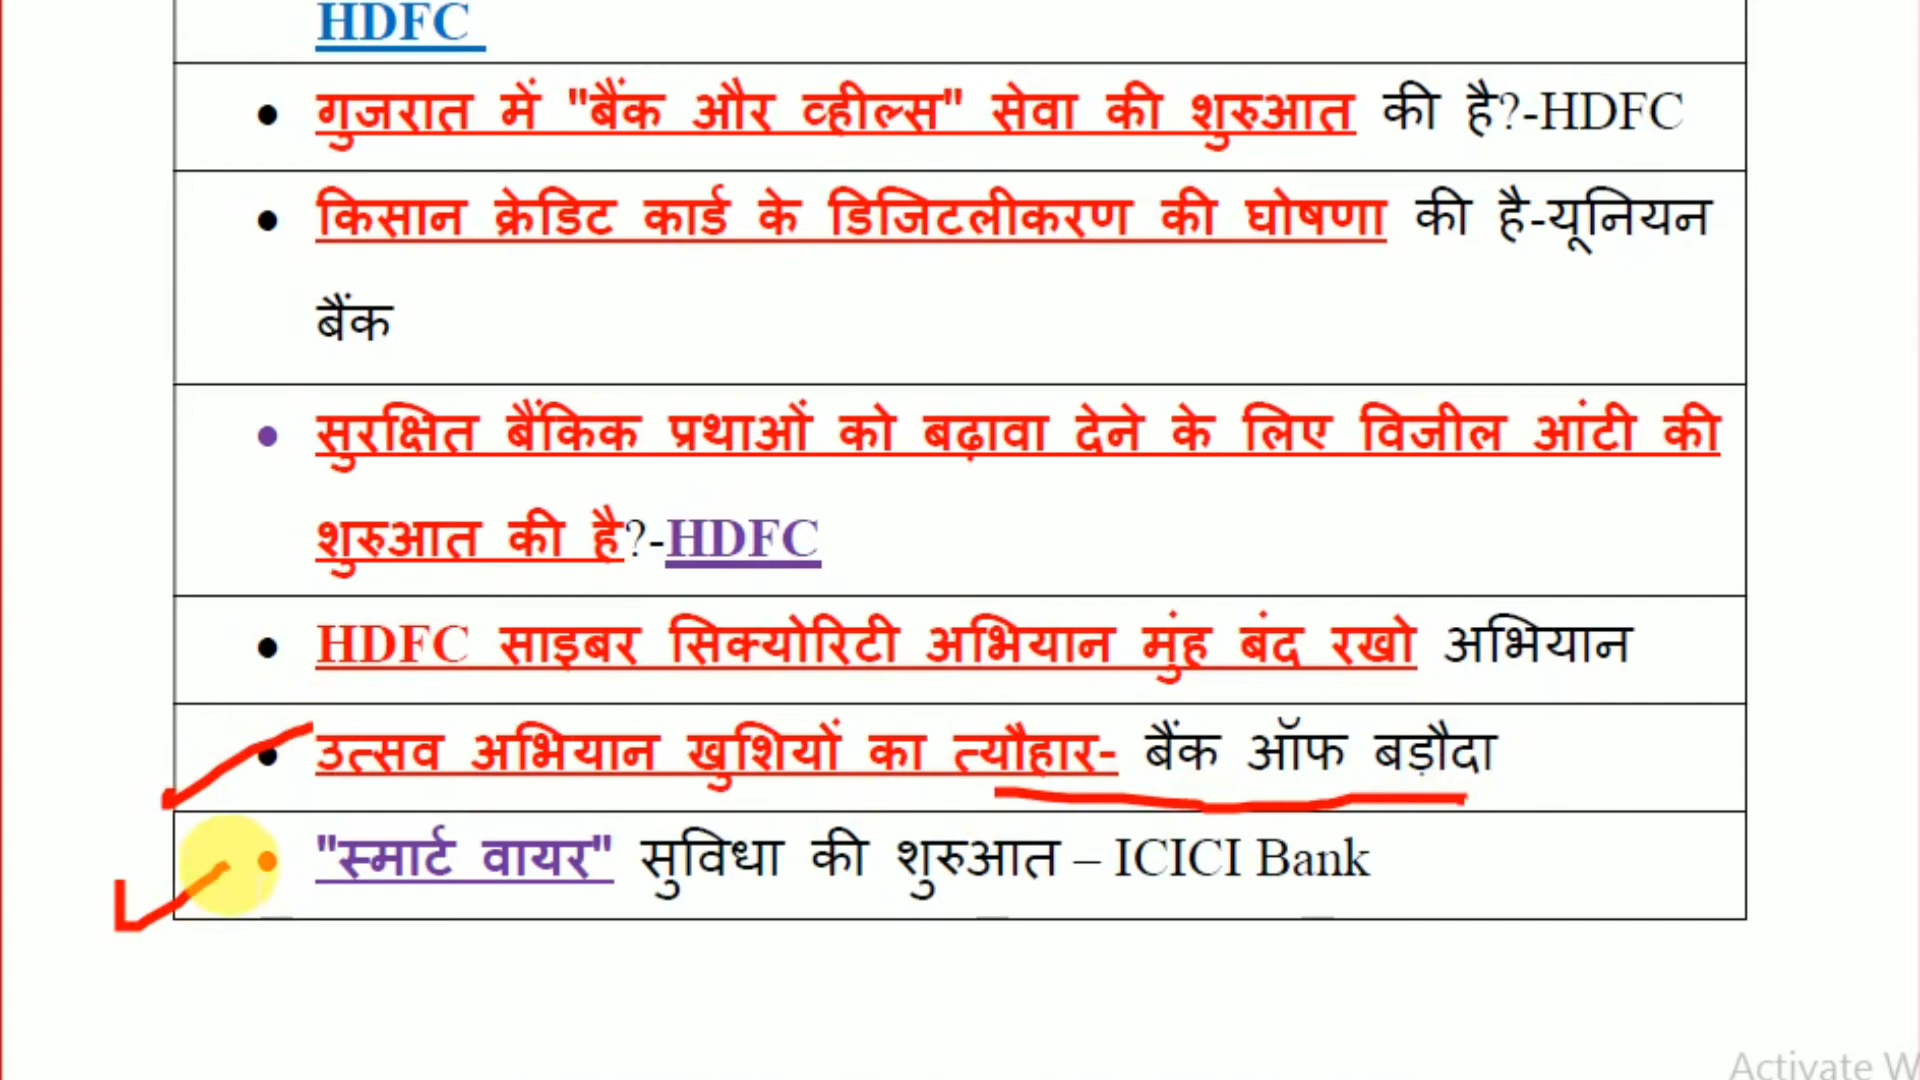 HDFC
गुजरात में "बैंक और व्हील्स" सेवा की शुरुआत की है?-HDFC
किसान क्रेडिट कार्ड के डिजिटलीकरण की घोषणा की है-यूनियन
बैंक
सुरक्षित बैंकिक प्रथाओं को बढ़ावा देने के लिए विजील आंटी की
शुरुआत की है?-HDFC
HDFC साइबर सिक्योरिटी अभियान मुंह बंद रखो अभियान
उत्सव अभियान खुशियों का त्यौहार- बैंक ऑफ बड़ौदा
"स्मार्ट वायर" सुविधा की शुरुआत – ICICI Bank
Activate W